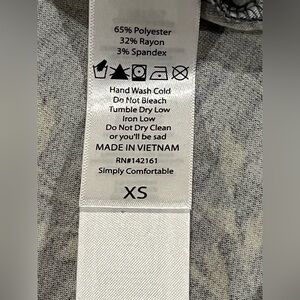 65% Polyester
32% Rayon
3% Spandex
Hand Wash Cold
Do Not Bleach
Tumble Dry Low
Iron Low
Do Not Dry Clean
or you'll be sad
MADE IN VIETNAM
RN#142161
Simply Comfortable
XS